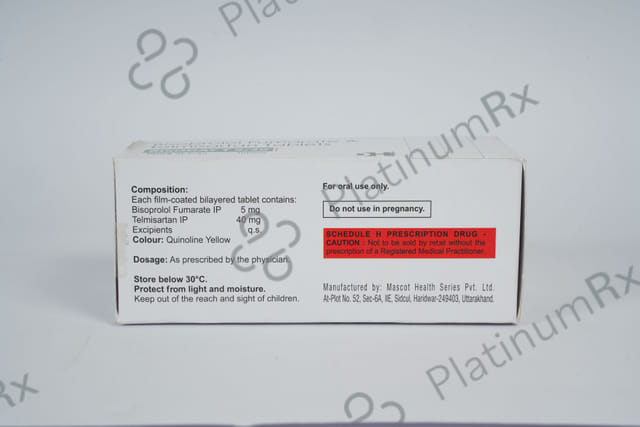 PlatinumRx
Composition:
Each film-coated bilayered tablet contains:
Bisoprolol Fumarate IP 5 mg
Telmisartan IP 40 mg
Excipients q.s.
Colour: Quinoline Yellow
Dosage: As prescribed by the physician.
Store below 30°C.
Protect from light and moisture.
Keep out of the reach and sight of children.
For oral use only.
Do not use in pregnancy.
SCHEDULE H PRESCRIPTION DRUG -
CAUTION : Not to be sold by retail without the
prescription of a Registered Medical Practitioner.
Manufactured by: Mascot Health Series Pvt. Ltd.
At-Plot No. 52, Sec-6A, IIE, Sidcul, Haridwar-249403, Uttarakhand.
PlatinumRx
PlatinumRx